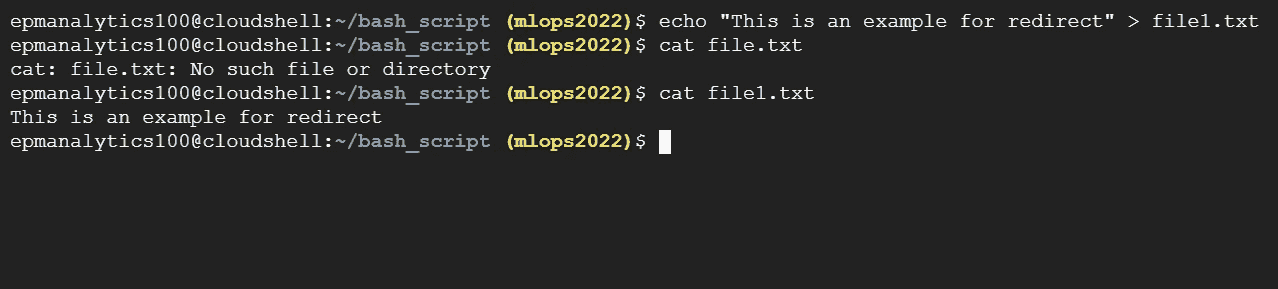 epmanalytics100@cloudshell:~/bash_script (mlops2022)$ echo "This is an example for redirect" > file1.txt
epmanalytics100@cloudshell:~/bash_script (mlops2022)$ cat file.txt
cat: file.txt: No such file or directory
epmanalytics100@cloudshell:~/bash_script (mlops2022)$ cat file1.txt
This is an example for redirect
epmanalytics100@cloudshell:~/bash_script (mlops2022)$